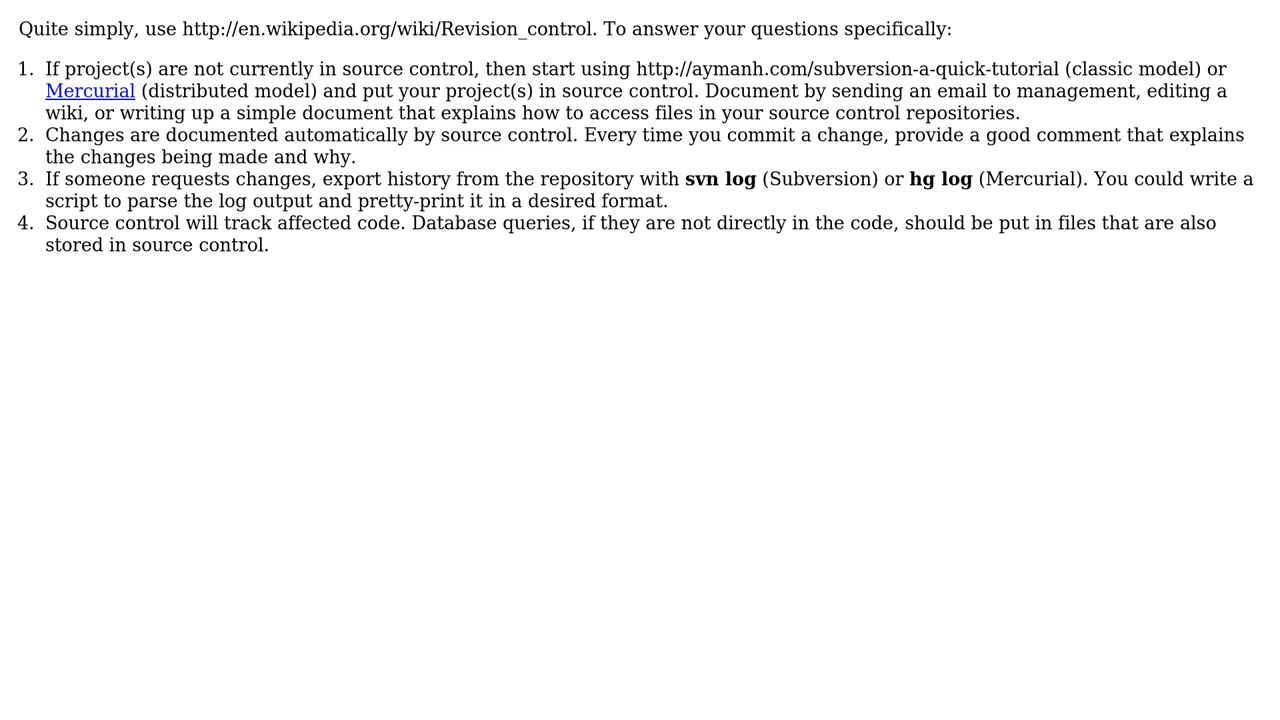 Quite simply, use http://en.wikipedia.org/wiki/Revision_control. To answer your questions specifically:
1. If project(s) are not currently in source control, then start using http://aymanh.com/subversion-a-quick-tutorial (classic model) or
Mercurial (distributed model) and put your project(s) in source control. Document by sending an email to management, editing a
wiki, or writing up a simple document that explains how to access files in your source control repositories.
2. Changes are documented automatically by source control. Every time you commit a change, provide a good comment that explains
the changes being made and why.
3. If someone requests changes, export history from the repository with svn log (Subversion) or hg log (Mercurial). You could write a
script to parse the log output and pretty-print it in a desired format.
4. Source control will track affected code. Database queries, if they are not directly in the code, should be put in files that are also
stored in source control.